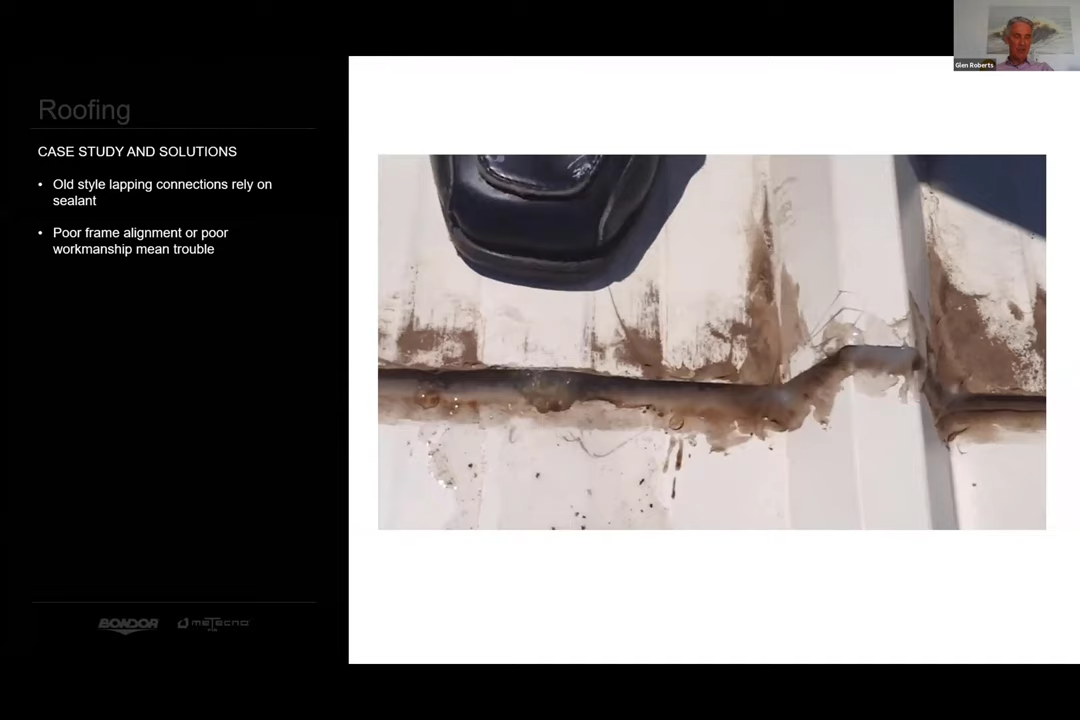 Glen Roberts
Roofing
CASE STUDY AND SOLUTIONS
• Old style lapping connections rely on
sealant
• Poor frame alignment or poor
workmanship mean trouble
BONDOR
metecno